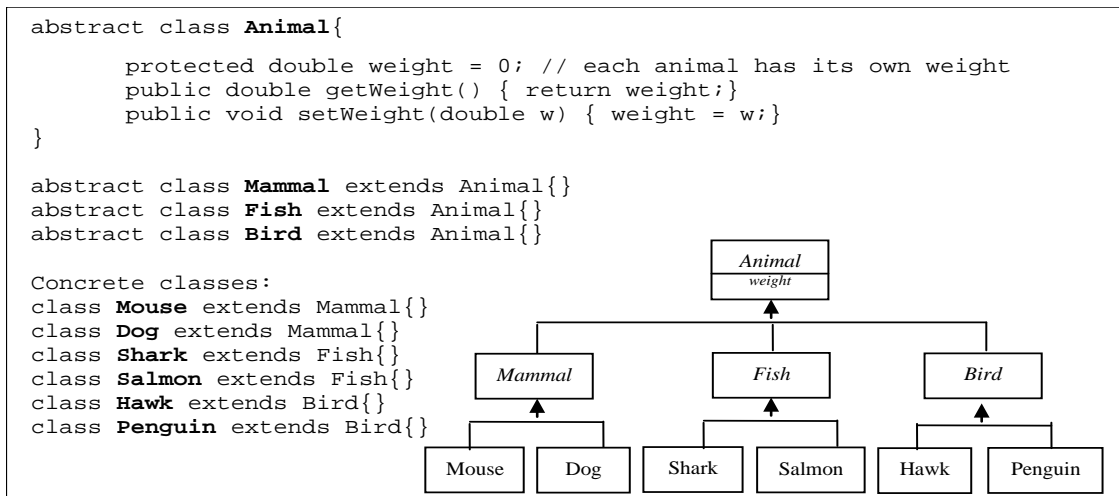 abstract class Animal{
protected double weight = 0; // each animal has its own weight
public double getWeight() { return weight;}
public void setWeight(double w) { weight = w;}
}
abstract class Mammal extends Animal{}
abstract class Fish extends Animal{}
abstract class Bird extends Animal{}
Concrete classes:
class Mouse extends Mammal{}
class Dog extends Mammal{}
class Shark extends Fish{}
class Salmon extends Fish{}
class Hawk extends Bird{}
class Penguin extends Bird{}
Animal
weight
Mammal Fish Bird
Mouse Dog Shark Salmon Hawk Penguin